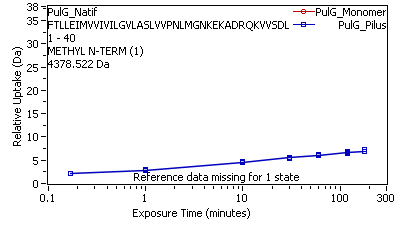 PulG_Natif
PulG_Monomer
FTLLEIMVVIVILGVLASLVVPNLMGNKEKADRQKVVSDL
PulG_Pilus
1 - 40
METHYL N-TERM (1)
4378.522 Da
38
35
30
25
20
15
10
5
0
Relative Uptake (Da)
Reference data missing for 1 state
0.1
1
10
100
300
Exposure Time (minutes)